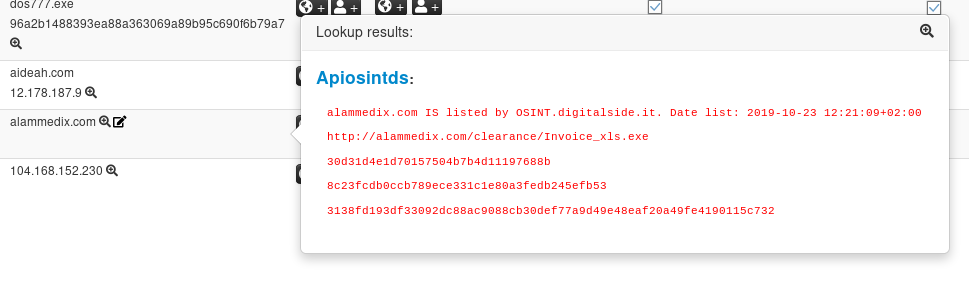 dos777.exe
96a2b1488393ea88a363069a89b95c690f6b79a7
Lookup results:
aideah.com
12.178.187.9
Apiosintds:
alammedix.com
alammedix.com IS listed by OSINT.digitalside.it. Date list: 2019-10-23 12:21:09+02:00
http://alammedix.com/clearance/Invoice_xls.exe
30d31d4e1d70157504b7b4d11197688b
104.168.152.230
8c23fcdb0ccb789ece331c1e80a3fedb245efb53
3138fd193df33092dc88ac9088cb30def77a9d49e48eaf20a49fe4190115c732